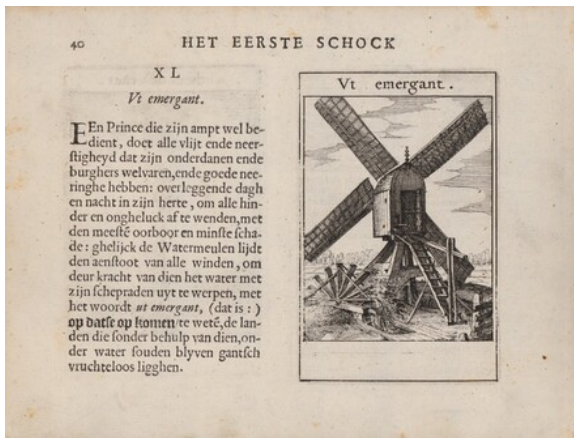 40
HET EERSTE SCHOCK
XL
Vt emergant.
EEn Prince die zijn ampt wel be-
dient, doet alle vlijt ende neer-
ſtigheyd dat zijn onderdanen ende
burghers welvaren,ende goede nee-
ringhe hebben: overleggende dagh
en nacht in zijn herte, om alle hin-
der en ongheluck af te wenden,met
den meeſtē oorboor en minſte ſcha-
de: ghelijck de Watermeulen lijdt
den aenſtoot van alle winden, om
deur kracht van dien het water met
zijn ſchepraden uyt te werpen, met
het woordt ut emergant, (dat is:)
op datſe op komen/te wetē,de lan-
den die ſonder behulp van dien,on-
der water ſouden blyven gantſch
vruchteloos ligghen.
Vt emergant.